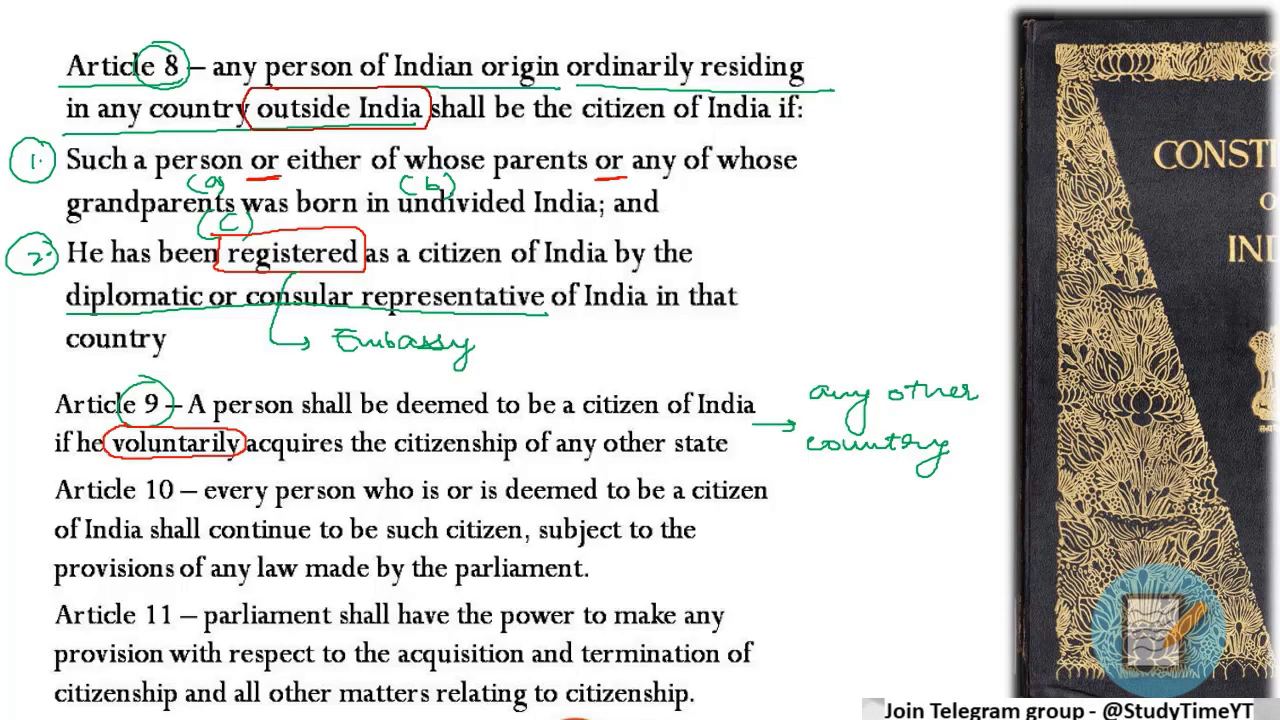 Article 8 – any person of Indian origin ordinarily residing
in any country outside India shall be the citizen of India if:
1. Such a person or either of whose parents or any of whose
(a) (b)
grandparents was born in undivided India; and
(c)
2. He has been registered as a citizen of India by the
diplomatic or consular representative of India in that
country → Embassy
Article 9 – A person shall be deemed to be a citizen of India → any other
if he voluntarily acquires the citizenship of any other state country
Article 10 – every person who is or is deemed to be a citizen
of India shall continue to be such citizen, subject to the
provisions of any law made by the parliament.
Article 11 – parliament shall have the power to make any
provision with respect to the acquisition and termination of
citizenship and all other matters relating to citizenship.
CONSTI
O
IND
Join Telegram group - @StudyTimeYT